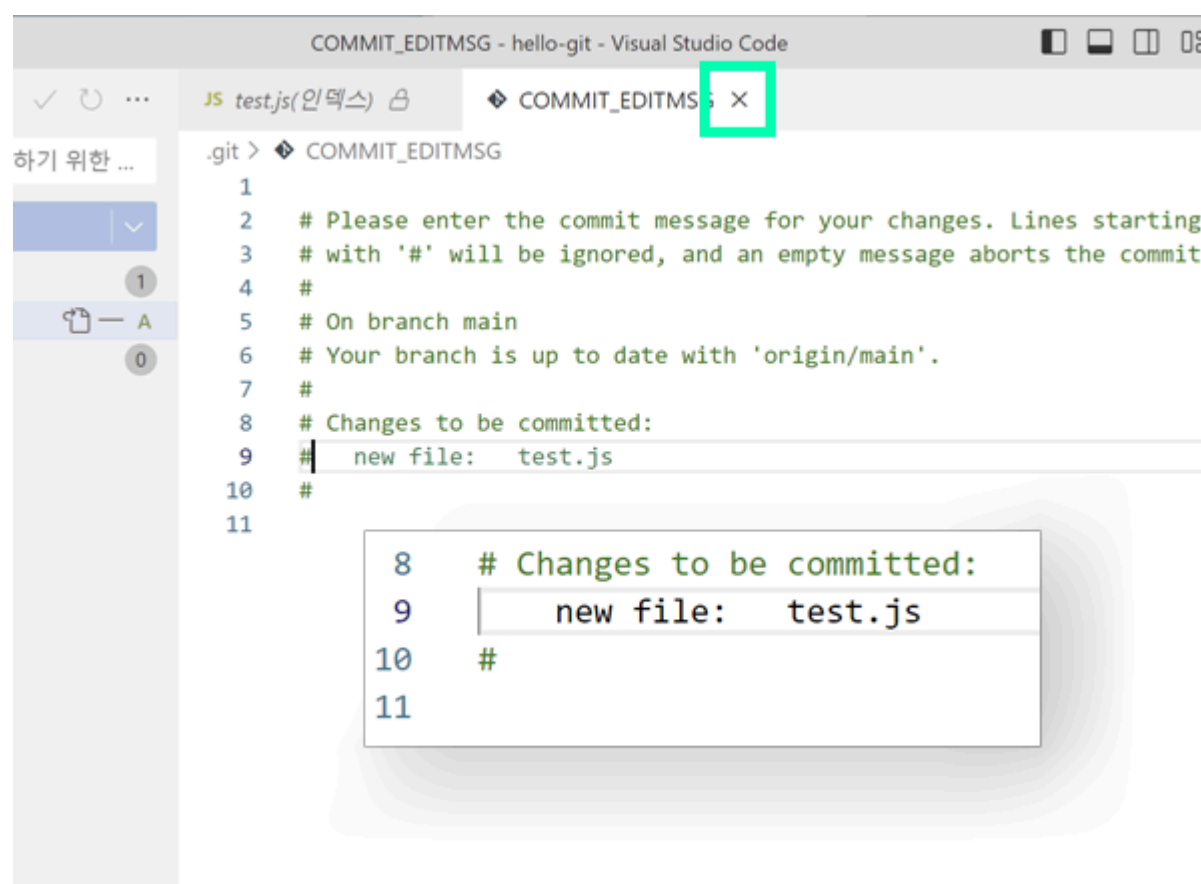 COMMIT_EDITMSG - hello-git - Visual Studio Code
JS test.js(인덱스) COMMIT_EDITMSG
하기 위한 ...
.git > COMMIT_EDITMSG
1
2 # Please enter the commit message for your changes. Lines starting
3 # with '#' will be ignored, and an empty message aborts the commit
1
4 #
A
5 # On branch main
0
6 # Your branch is up to date with 'origin/main'.
7 #
8 # Changes to be committed:
9 # new file: test.js
10 #
11
8 # Changes to be committed:
9 new file: test.js
10 #
11